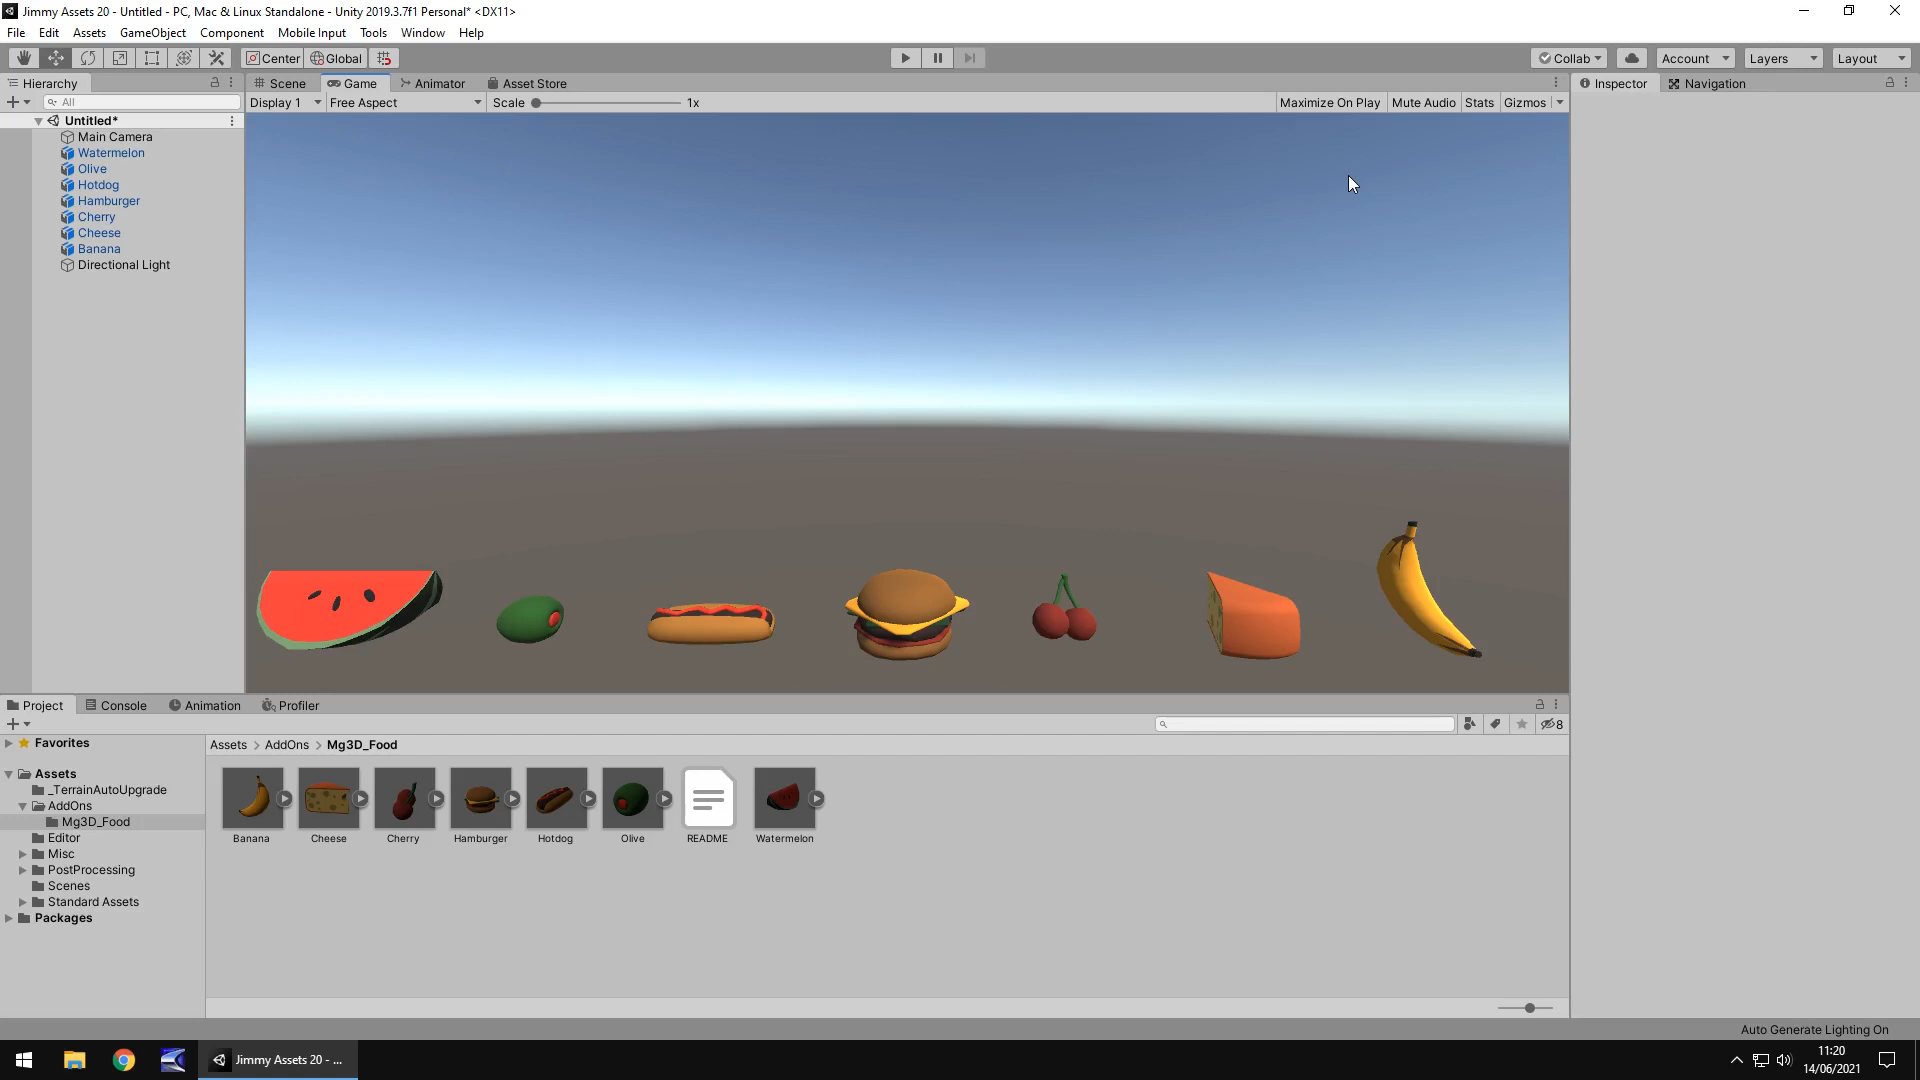 Jimmy Assets 20 - Untitled - PC, Mac & Linux Standalone - Unity 2019.3.7f1 Personal* <DX11>
File Edit Assets GameObject Component Mobile Input Tools Window Help
Center Global Collab Account Layers Layout
Hierarchy
All
Untitled*
Main Camera
Watermelon
Olive
Hotdog
Hamburger
Cherry
Cheese
Banana
Directional Light
Scene Game Animator Asset Store
Display 1 Free Aspect Scale 1x Maximize On Play Mute Audio Stats Gizmos
Inspector Navigation
Project Console Animation Profiler
8
Favorites
Assets
_TerrainAutoUpgrade
AddOns
Mg3D_Food
Editor
Misc
PostProcessing
Scenes
Standard Assets
Packages
Assets > AddOns > Mg3D_Food
Banana Cheese Cherry Hamburger Hotdog Olive README Watermelon
Auto Generate Lighting On
Jimmy Assets 20 - ...
11:20
14/06/2021